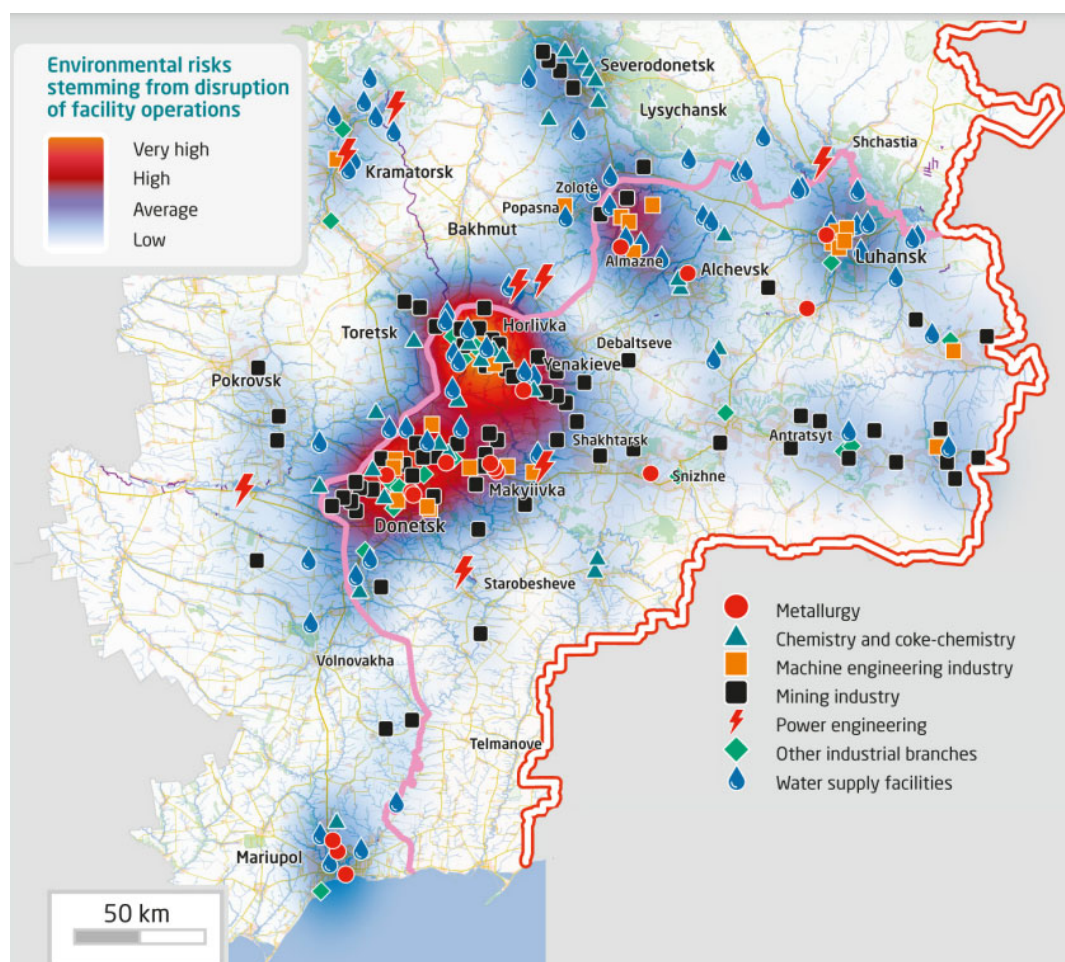 Environmental risks
stemming from disruption
of facility operations
Very high
High
Average
Low
Severodonetsk
Lysychansk
Shchastia
Kramatorsk
Zolote
Popasna
Bakhmut
Luhansk
Almazne
Alchevsk
Toretsk
Horlivka
Debaltseve
Yenakieve
Pokrovsk
Shakhtarsk
Antratsyt
Snizhne
Makyiivka
Donetsk
Starobesheve
Metallurgy
Chemistry and coke-chemistry
Machine engineering industry
Mining industry
Power engineering
Other industrial branches
Water supply facilities
Volnovakha
Telmanove
Mariupol
50 km